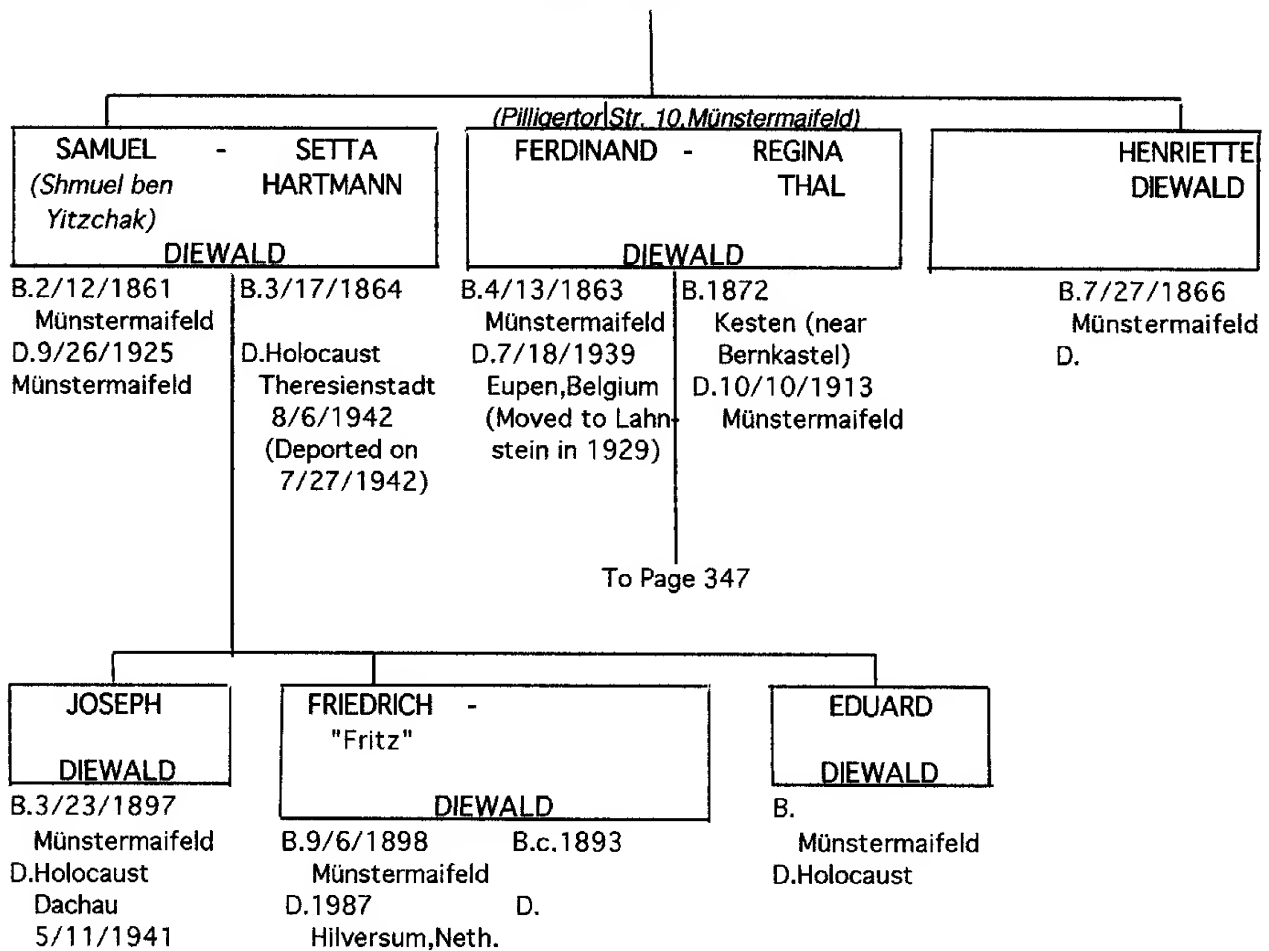 (Pilligertor Str. 10, Münstermaifeld)
SAMUEL - SETTA
(Shmuel ben HARTMANN
Yitzchak)
DIEWALD
B.2/12/1861 B.3/17/1864
Münstermaifeld
D.9/26/1925 D.Holocaust
Münstermaifeld Theresienstadt
8/6/1942
(Deported on
7/27/1942)
FERDINAND - REGINA
THAL
DIEWALD
B.4/13/1863 B.1872
Münstermaifeld Kesten (near
D.7/18/1939 Bernkastel)
Eupen,Belgium D.10/10/1913
(Moved to Lahn- Münstermaifeld
stein in 1929)
To Page 347
HENRIETTE
DIEWALD
B.7/27/1866
Münstermaifeld
D.
JOSEPH
DIEWALD
B.3/23/1897
Münstermaifeld
D.Holocaust
Dachau
5/11/1941
FRIEDRICH -
"Fritz"
DIEWALD
B.9/6/1898 B.c.1893
Münstermaifeld
D.1987 D.
Hilversum,Neth.
EDUARD
DIEWALD
B.
Münstermaifeld
D.Holocaust